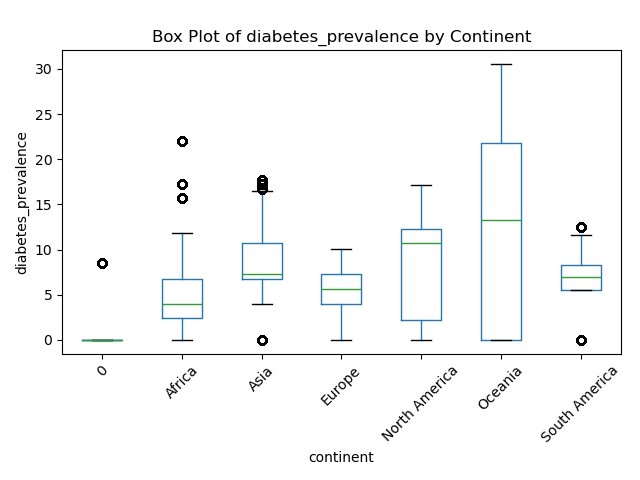 Box Plot of diabetes_prevalence by Continent
diabetes_prevalence
30
25
20
15
10
5
0
0
Africa
Asia
Europe
North America
Oceania
South America
continent